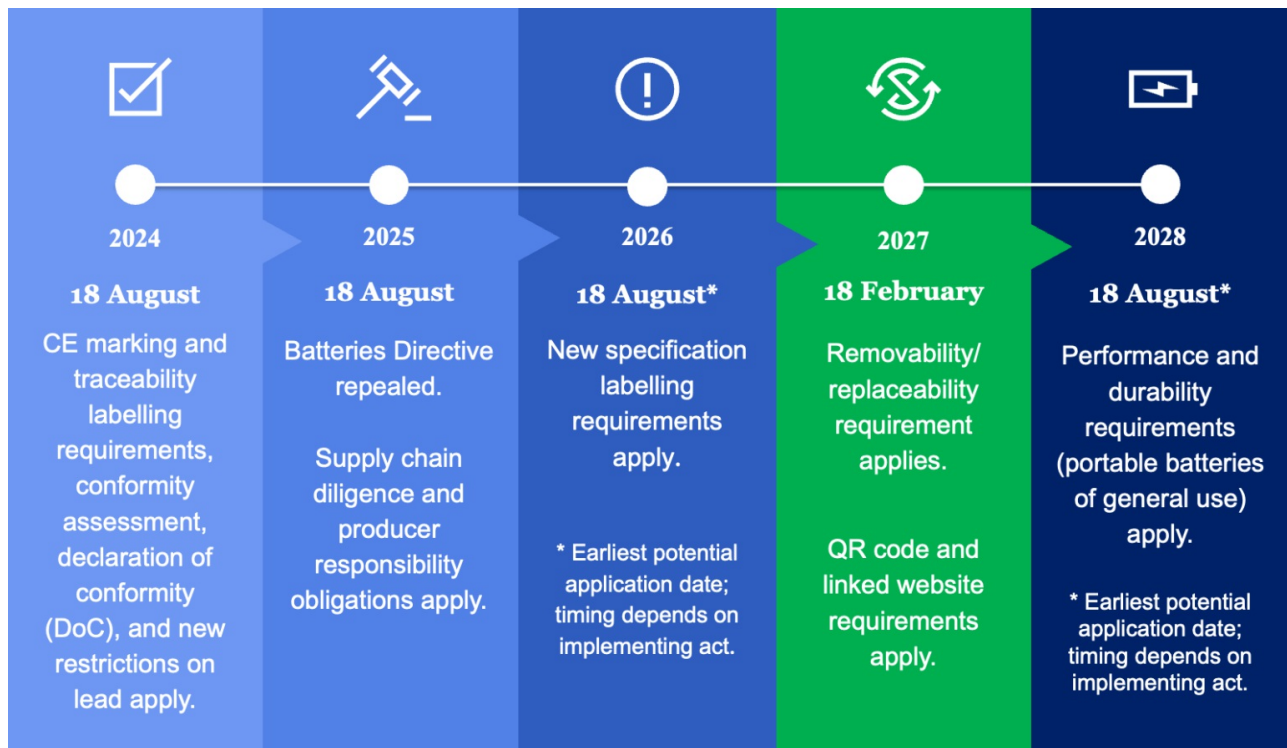 2024
18 August
CE marking and
traceability
labelling
requirements,
conformity
assessment,
declaration of
conformity
(DoC), and new
restrictions on
lead apply.
2025
18 August
Batteries Directive
repealed.
Supply chain
diligence and
producer
responsibility
obligations apply.
2026
18 August*
New specification
labelling
requirements
apply.
* Earliest potential
application date;
timing depends on
implementing act.
2027
18 February
Removability/
replaceability
requirement
applies.
QR code and
linked website
requirements
apply.
2028
18 August*
Performance and
durability
requirements
(portable batteries
of general use)
apply.
* Earliest potential
application date;
timing depends on
implementing act.